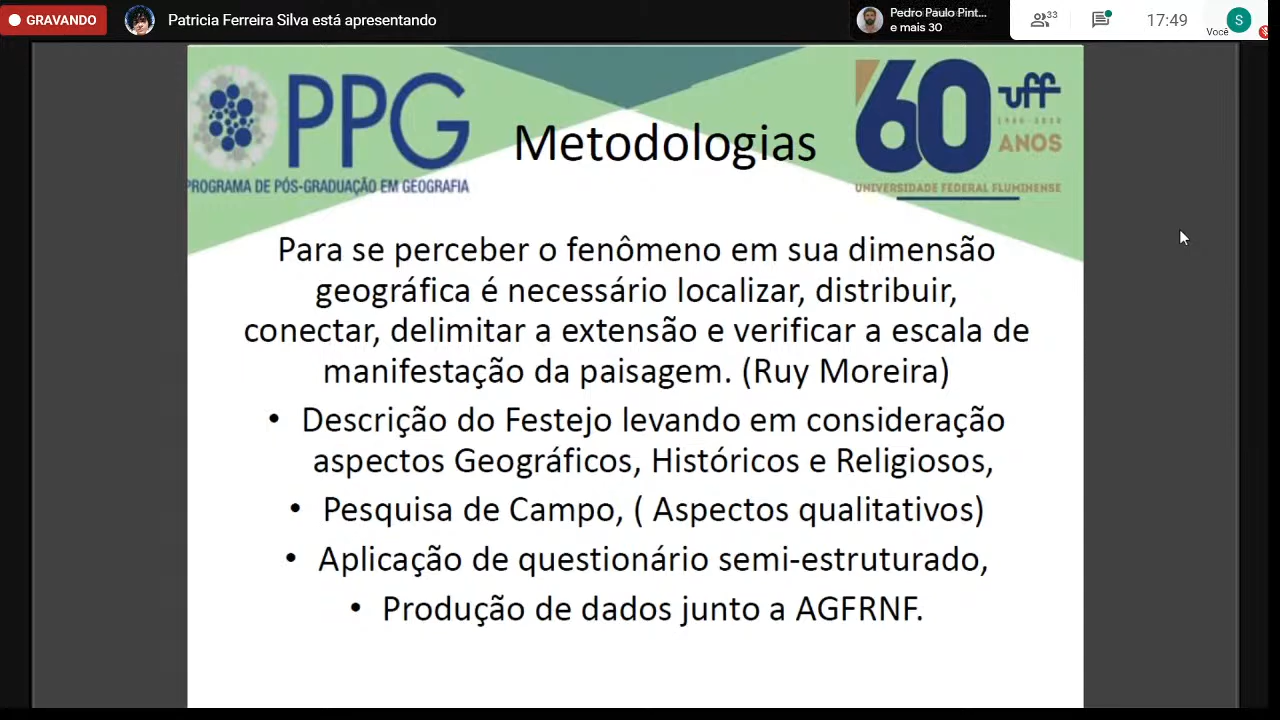 GRAVANDO
Patricia Ferreira Silva está apresentando
Pedro Paulo Pint...
e mais 30
33
17:49
Você
S
PPG
PROGRAMA DE PÓS-GRADUAÇÃO EM GEOGRAFIA
60
uff
1960-2020
ANOS
UNIVERSIDADE FEDERAL FLUMINENSE
Metodologias
Para se perceber o fenômeno em sua dimensão
geográfica é necessário localizar, distribuir,
conectar, delimitar a extensão e verificar a escala de
manifestação da paisagem. (Ruy Moreira)
• Descrição do Festejo levando em consideração
aspectos Geográficos, Históricos e Religiosos,
• Pesquisa de Campo, ( Aspectos qualitativos)
• Aplicação de questionário semi-estruturado,
• Produção de dados junto a AGFRNF.